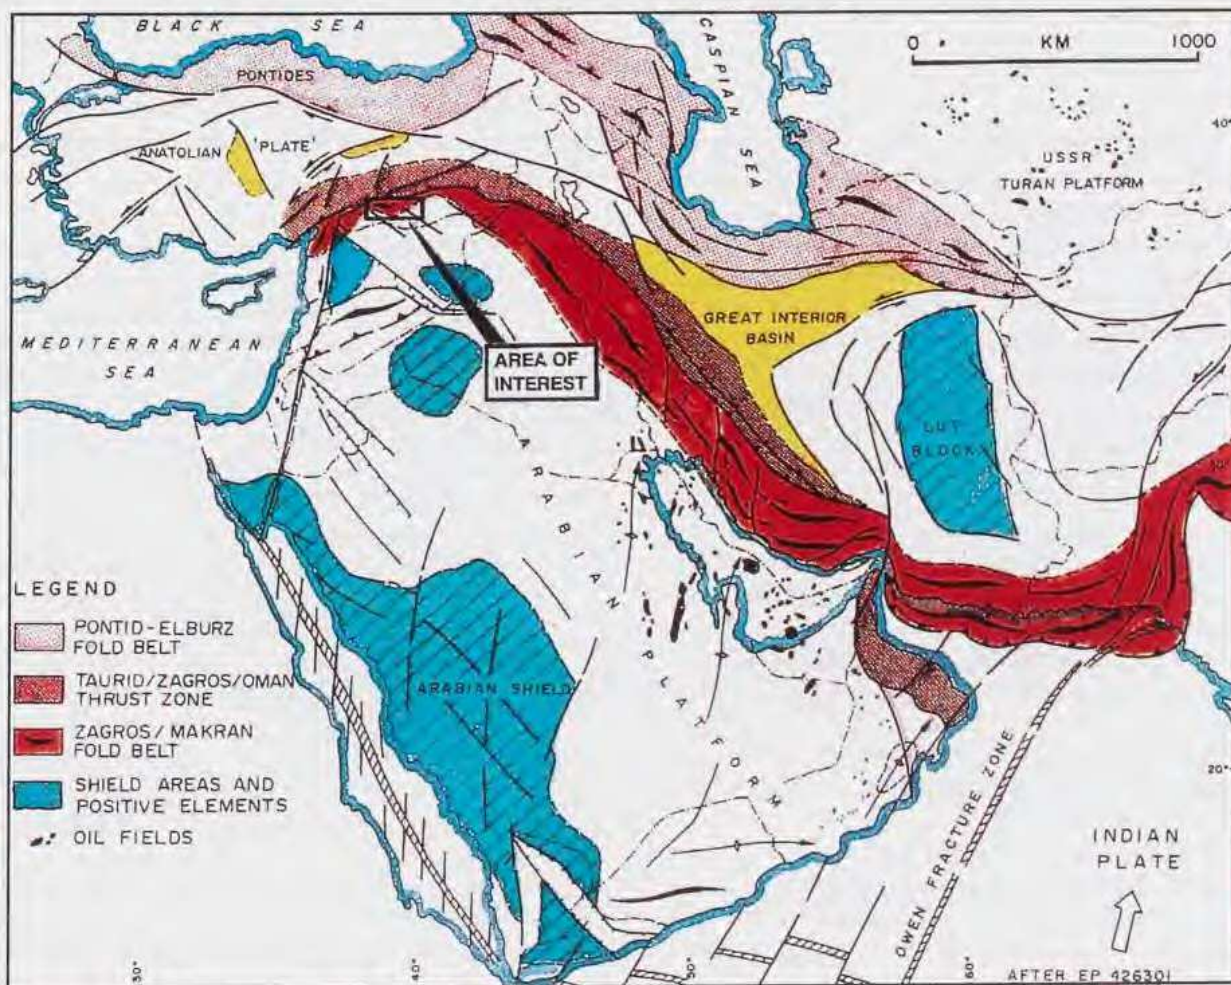 BLACK SEA
CASPIAN SEA
0 KM 1000
PONTIDES
40°
ANATOLIAN 'PLATE'
USSR
TURAN PLATFORM
GREAT INTERIOR
BASIN
MEDITERRANEAN
SEA
AREA OF
INTEREST
LUT
BLOCK
ARABIAN PLATFORM
ARABIAN SHIELD
LEGEND
PONTID-ELBURZ
FOLD BELT
TAURID/ZAGROS/OMAN
THRUST ZONE
ZAGROS/MAKRAN
FOLD BELT
SHIELD AREAS AND
POSITIVE ELEMENTS
OIL FIELDS
20°
OWEN FRACTURE ZONE
INDIAN
PLATE
30°
40°
50°
60°
AFTER EP 426301